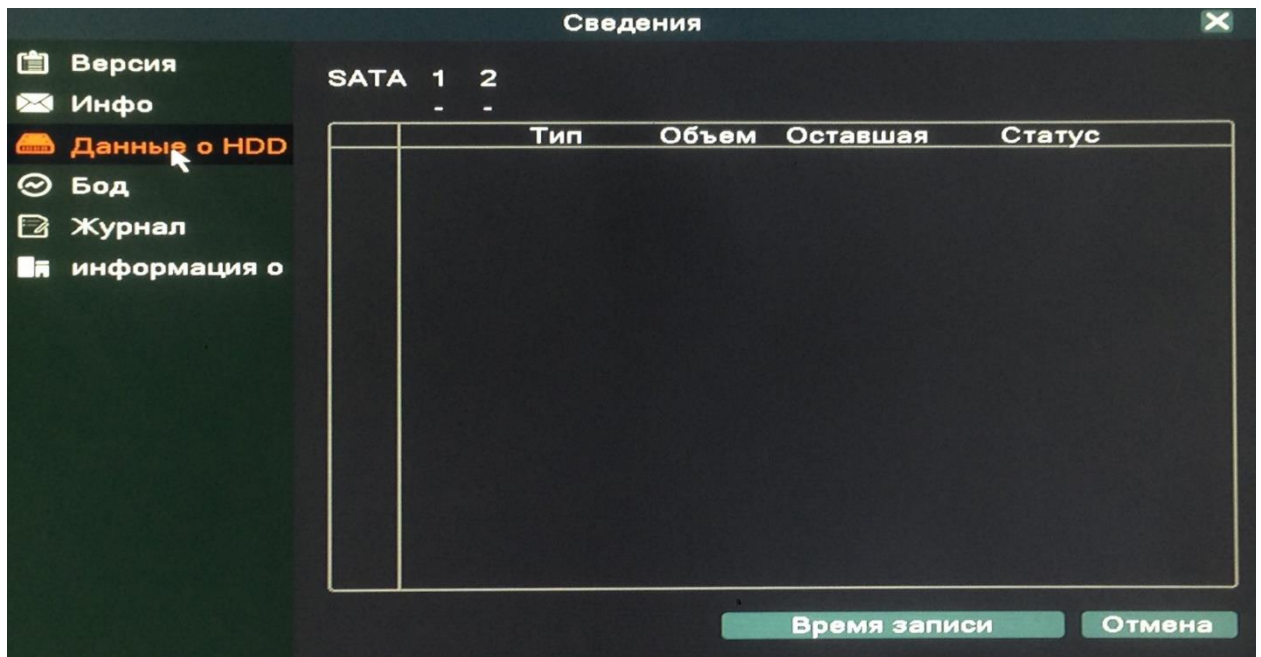 Сведения
Версия
Инфо
Данные о HDD
Бод
Журнал
информация о
SATA 1 2
- -
Тип Объем Оставшая Статус
Время записи Отмена